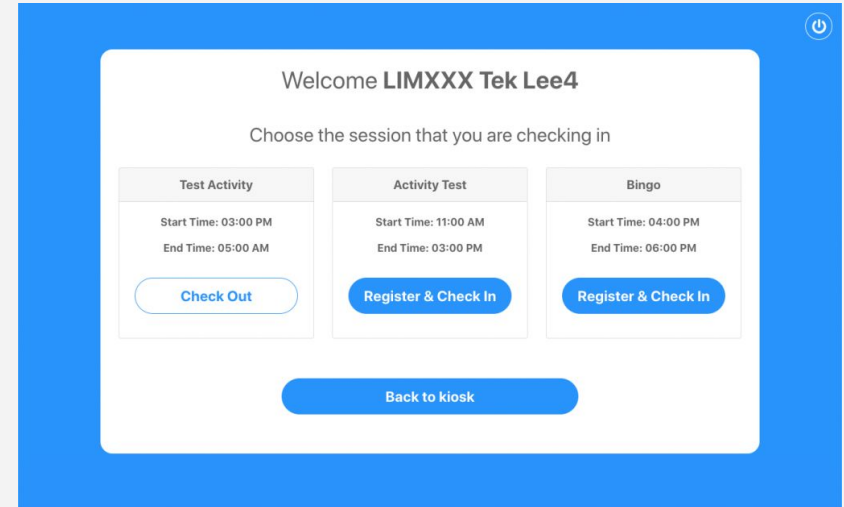 Welcome LIMXXX Tek Lee4
Choose the session that you are checking in
Test Activity
Start Time: 03:00 PM
End Time: 05:00 AM
Check Out
Activity Test
Start Time: 11:00 AM
End Time: 03:00 PM
Register & Check In
Bingo
Start Time: 04:00 PM
End Time: 06:00 PM
Register & Check In
Back to kiosk